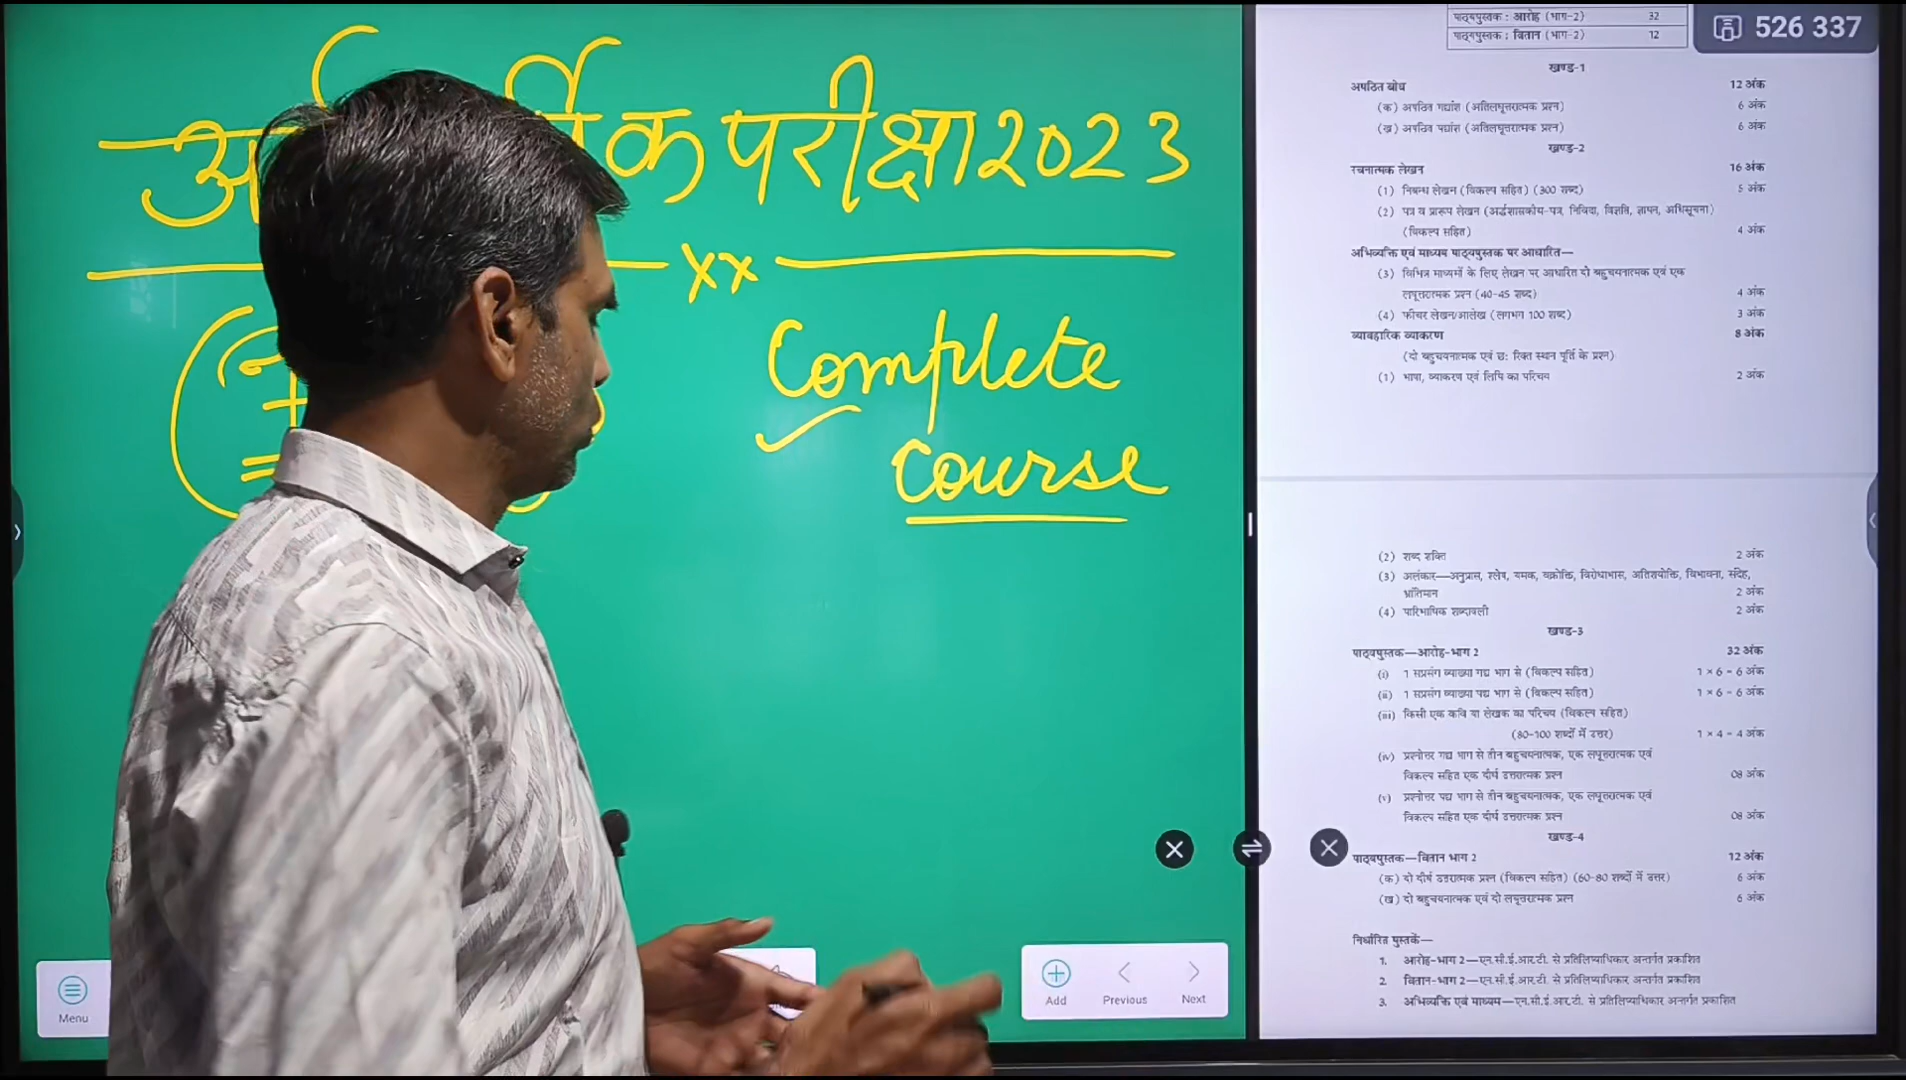 क परीक्षा २०२३
xx
Complete
Course
Menu
Add
Previous
Next
526 337
पाठ्यपुस्तक : आरोह (भाग-2) 32
पाठ्यपुस्तक : वितान (भाग-2) 12
खण्ड-1
अपठित बोध 12 अंक
(क) अपठित गद्यांश (अतिलघूत्तरात्मक प्रश्न) 6 अंक
(ख) अपठित पद्यांश (अतिलघूत्तरात्मक प्रश्न) 6 अंक
खण्ड-2
रचनात्मक लेखन 16 अंक
(1) निबन्ध लेखन (विकल्प सहित) (300 शब्द) 5 अंक
(2) पत्र व प्रारूप लेखन (अर्द्धशासकीय-पत्र, निविदा, विज्ञप्ति, ज्ञापन, अधिसूचना)
(विकल्प सहित) 4 अंक
अभिव्यक्ति एवं माध्यम पाठ्यपुस्तक पर आधारित—
(3) विभिन्न माध्यमों के लिए लेखन पर आधारित दो बहुचयनात्मक एवं एक
लघूत्तरात्मक प्रश्न (40-45 शब्द) 4 अंक
(4) फीचर लेखन/आलेख (लगभग 100 शब्द) 3 अंक
व्यावहारिक व्याकरण 8 अंक
(दो बहुचयनात्मक एवं छ: रिक्त स्थान पूर्ति के प्रश्न)
(1) भाषा, व्याकरण एवं लिपि का परिचय 2 अंक
(2) शब्द शक्ति 2 अंक
(3) अलंकार—अनुप्रास, श्लेष, यमक, वक्रोक्ति, विरोधाभास, अतिशयोक्ति, विभावना, संदेह,
भ्रांतिमान 2 अंक
(4) पारिभाषिक शब्दावली 2 अंक
खण्ड-3
पाठ्यपुस्तक—आरोह-भाग 2 32 अंक
(i) 1 सप्रसंग व्याख्या गद्य भाग से (विकल्प सहित) 1 × 6 = 6 अंक
(ii) 1 सप्रसंग व्याख्या पद्य भाग से (विकल्प सहित) 1 × 6 = 6 अंक
(iii) किसी एक कवि या लेखक का परिचय (विकल्प सहित)
(80-100 शब्दों में उत्तर) 1 × 4 = 4 अंक
(iv) प्रश्नोत्तर गद्य भाग से तीन बहुचयनात्मक, एक लघूत्तरात्मक एवं
विकल्प सहित एक दीर्घ उत्तरात्मक प्रश्न 08 अंक
(v) प्रश्नोत्तर पद्य भाग से तीन बहुचयनात्मक, एक लघूत्तरात्मक एवं
विकल्प सहित एक दीर्घ उत्तरात्मक प्रश्न 08 अंक
खण्ड-4
पाठ्यपुस्तक—वितान भाग 2 12 अंक
(क) दो दीर्घ उत्तरात्मक प्रश्न (विकल्प सहित) (60-80 शब्दों में उत्तर) 6 अंक
(ख) दो बहुचयनात्मक एवं दो लघूत्तरात्मक प्रश्न 6 अंक
निर्धारित पुस्तकें—
1. आरोह-भाग 2—एन.सी.ई.आर.टी. से प्रतिलिप्याधिकार अन्तर्गत प्रकाशित
2. वितान-भाग 2—एन.सी.ई.आर.टी. से प्रतिलिप्याधिकार अन्तर्गत प्रकाशित
3. अभिव्यक्ति एवं माध्यम—एन.सी.ई.आर.टी. से प्रतिलिप्याधिकार अन्तर्गत प्रकाशित